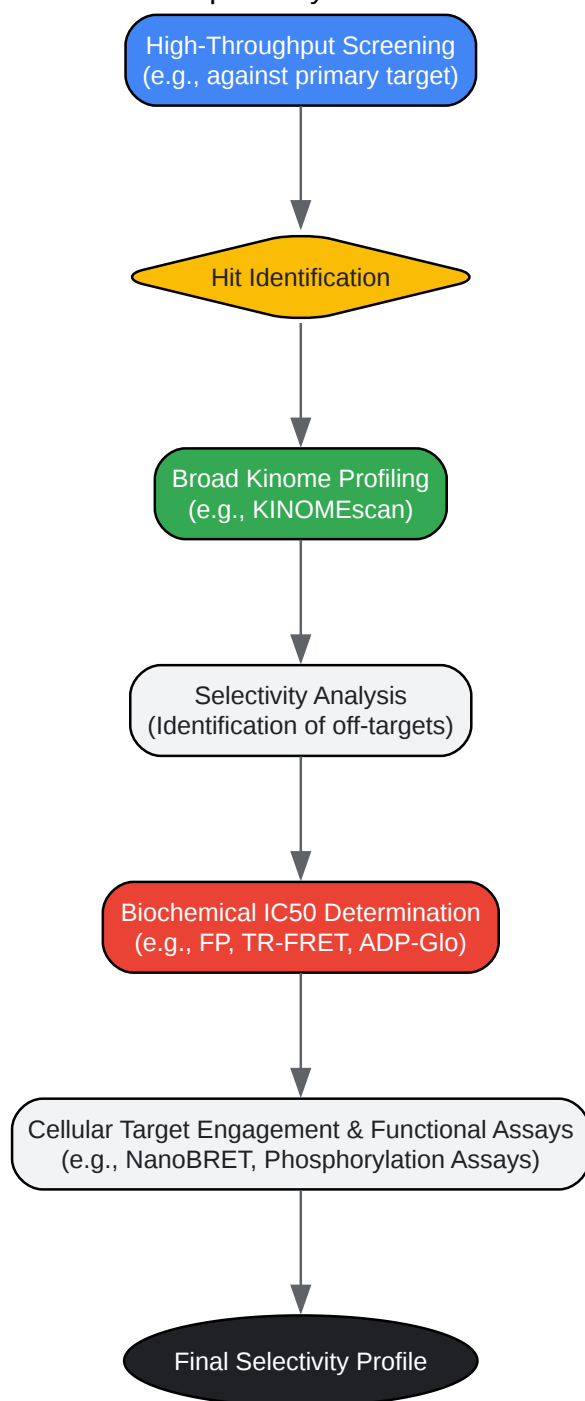 High-Throughput Screening
(e.g., against primary target)
Hit Identification
Broad Kinome Profiling
(e.g., KINOMEscan)
Selectivity Analysis
(Identification of off-targets)
Biochemical IC50 Determination
(e.g., FP, TR-FRET, ADP-Glo)
Cellular Target Engagement & Functional Assays
(e.g., NanoBRET, Phosphorylation Assays)
Final Selectivity Profile